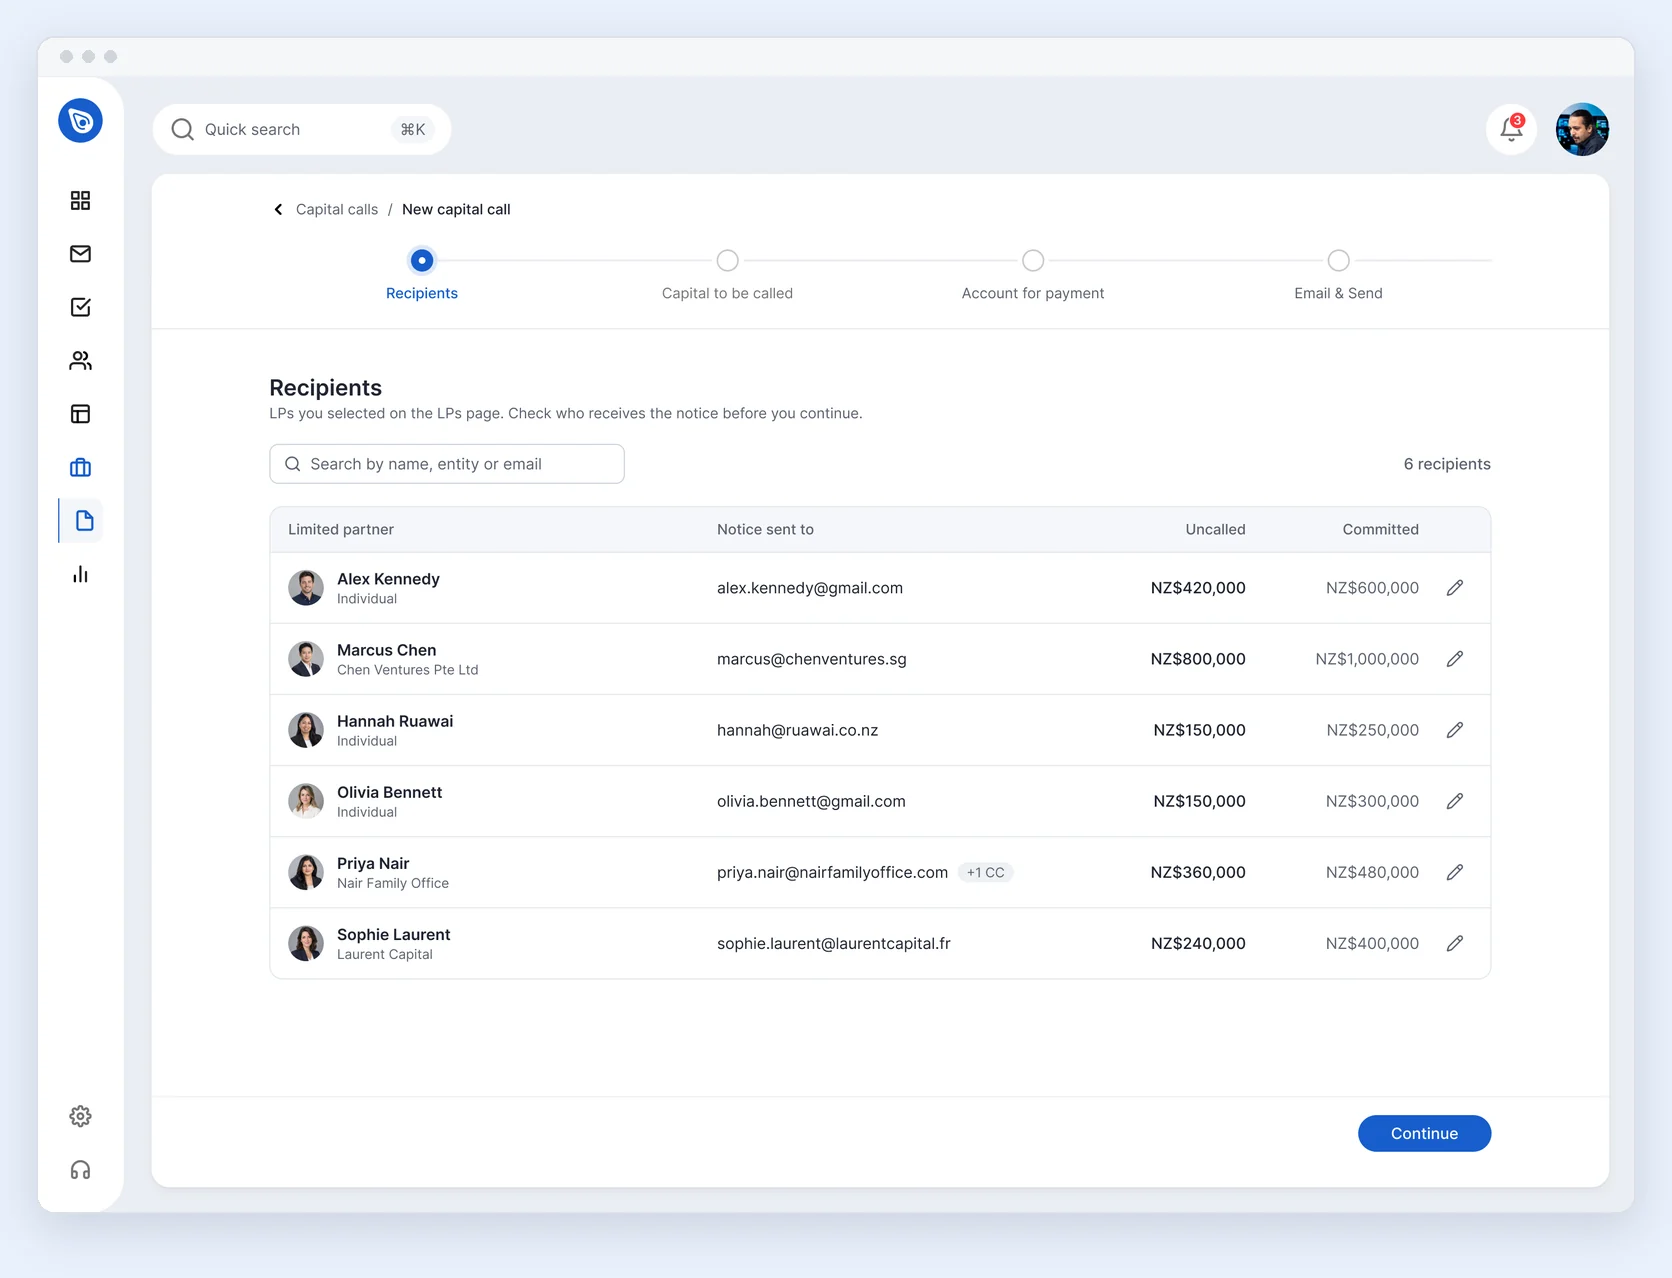 Quick search ⌘K
3
Capital calls / New capital call
Recipients
Capital to be called
Account for payment
Email & Send
Recipients
LPs you selected on the LPs page. Check who receives the notice before you continue.
Search by name, entity or email
6 recipients
Limited partner Notice sent to Uncalled Committed
Alex Kennedy
Individual
alex.kennedy@gmail.com NZ$420,000 NZ$600,000
Marcus Chen
Chen Ventures Pte Ltd
marcus@chenventures.sg NZ$800,000 NZ$1,000,000
Hannah Ruawai
Individual
hannah@ruawai.co.nz NZ$150,000 NZ$250,000
Olivia Bennett
Individual
olivia.bennett@gmail.com NZ$150,000 NZ$300,000
Priya Nair
Nair Family Office
priya.nair@nairfamilyoffice.com +1 CC NZ$360,000 NZ$480,000
Sophie Laurent
Laurent Capital
sophie.laurent@laurentcapital.fr NZ$240,000 NZ$400,000
Continue